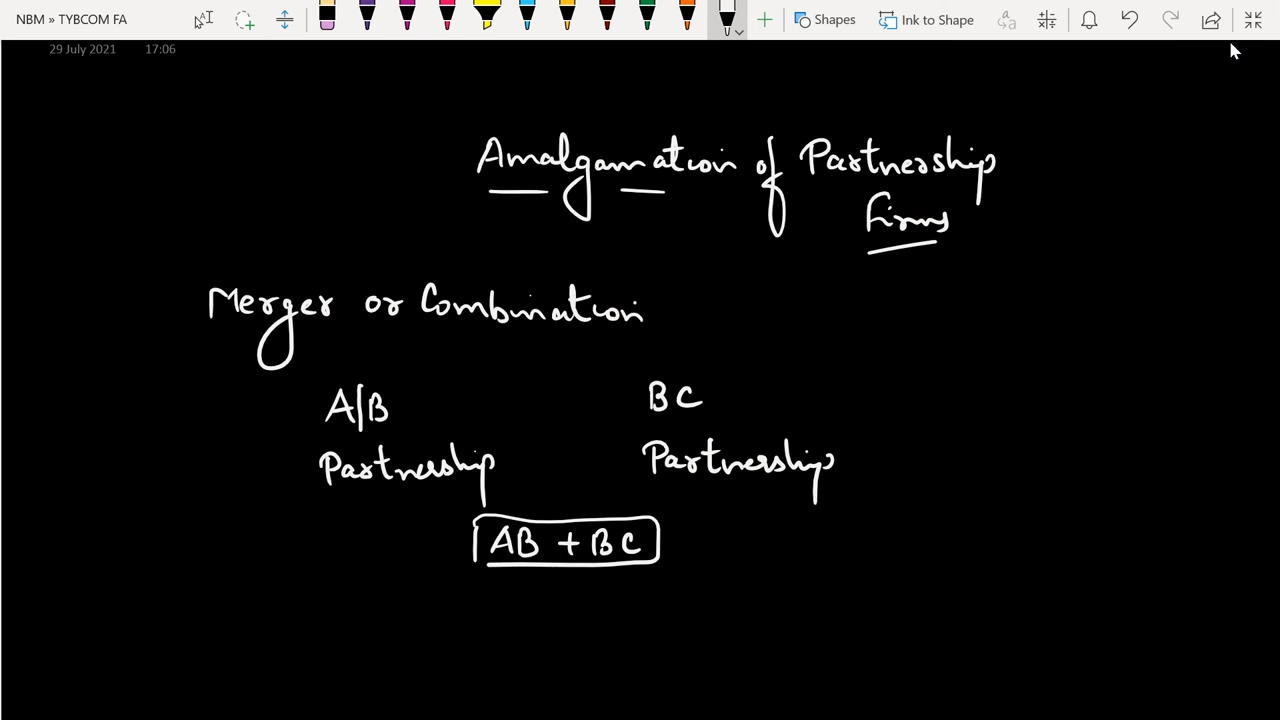 NBM » TYBCOM FA
Shapes
Ink to Shape
29 July 2021 17:06
Amalgamation of Partnership
firms
Merger or Combination
A/B BC
Partnership Partnership
AB + BC